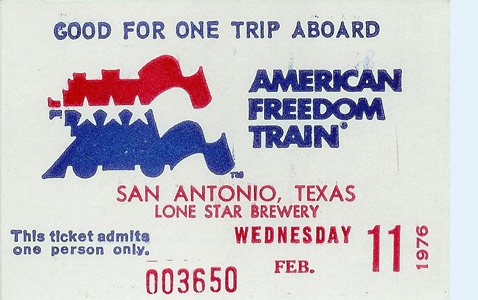 GOOD FOR ONE TRIP ABOARD
AMERICAN
FREEDOM
TRAIN®
TM
SAN ANTONIO, TEXAS
LONE STAR BREWERY
This ticket admits
one person only.
WEDNESDAY
FEB.
11
1976
003650